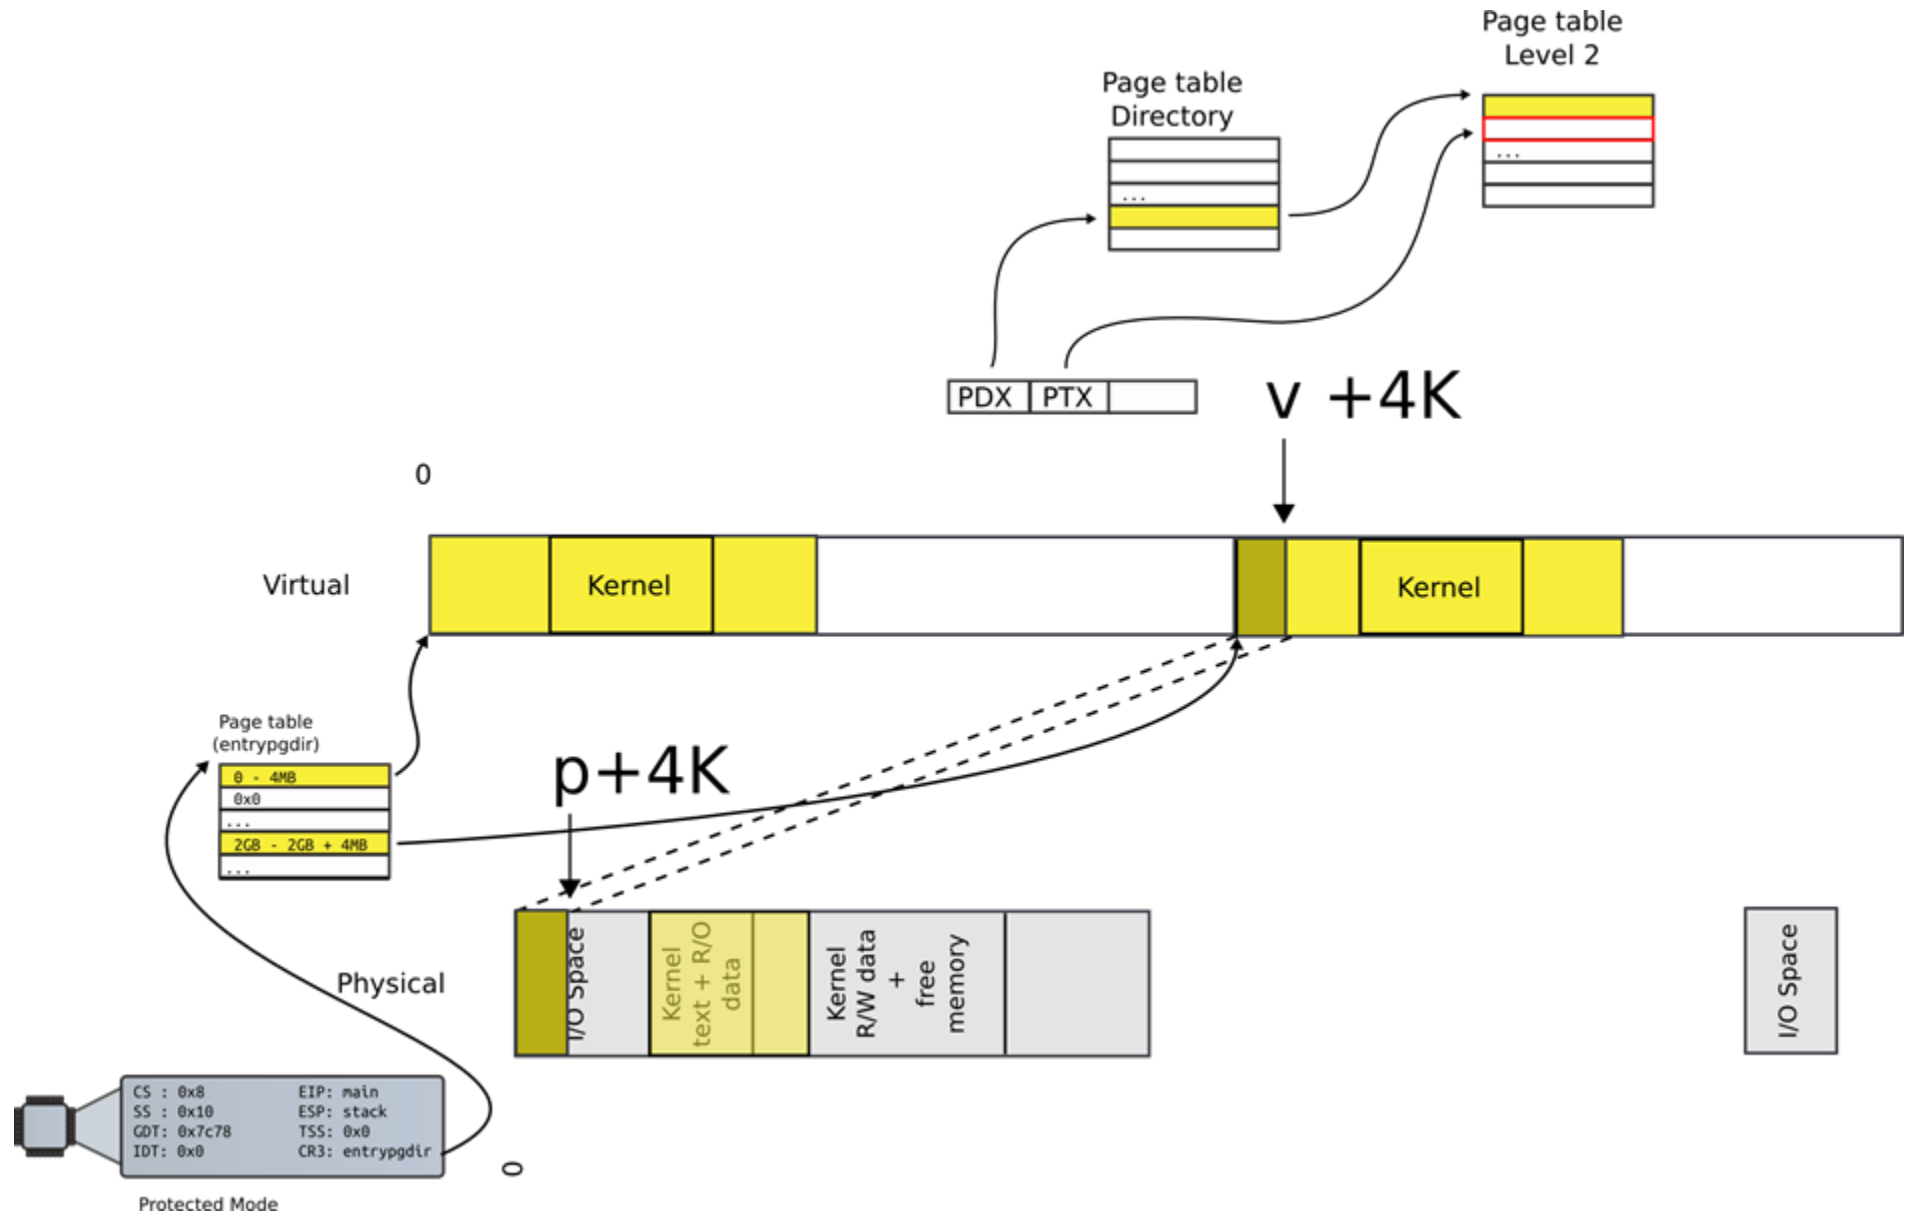 Page table
Level 2
Page table
Directory
...
...
PDX PTX
v +4K
0
Virtual
Kernel
Kernel
Page table
(entrypgdir)
0 - 4MB
0x0
...
2GB - 2GB + 4MB
...
p+4K
Physical
I/O Space
Kernel
text + R/O
data
Kernel
R/W data
+
free
memory
I/O Space
CS : 0x8 EIP: main
SS : 0x10 ESP: stack
GDT: 0x7c78 TSS: 0x0
IDT: 0x0 CR3: entrypgdir
0
Protected Mode